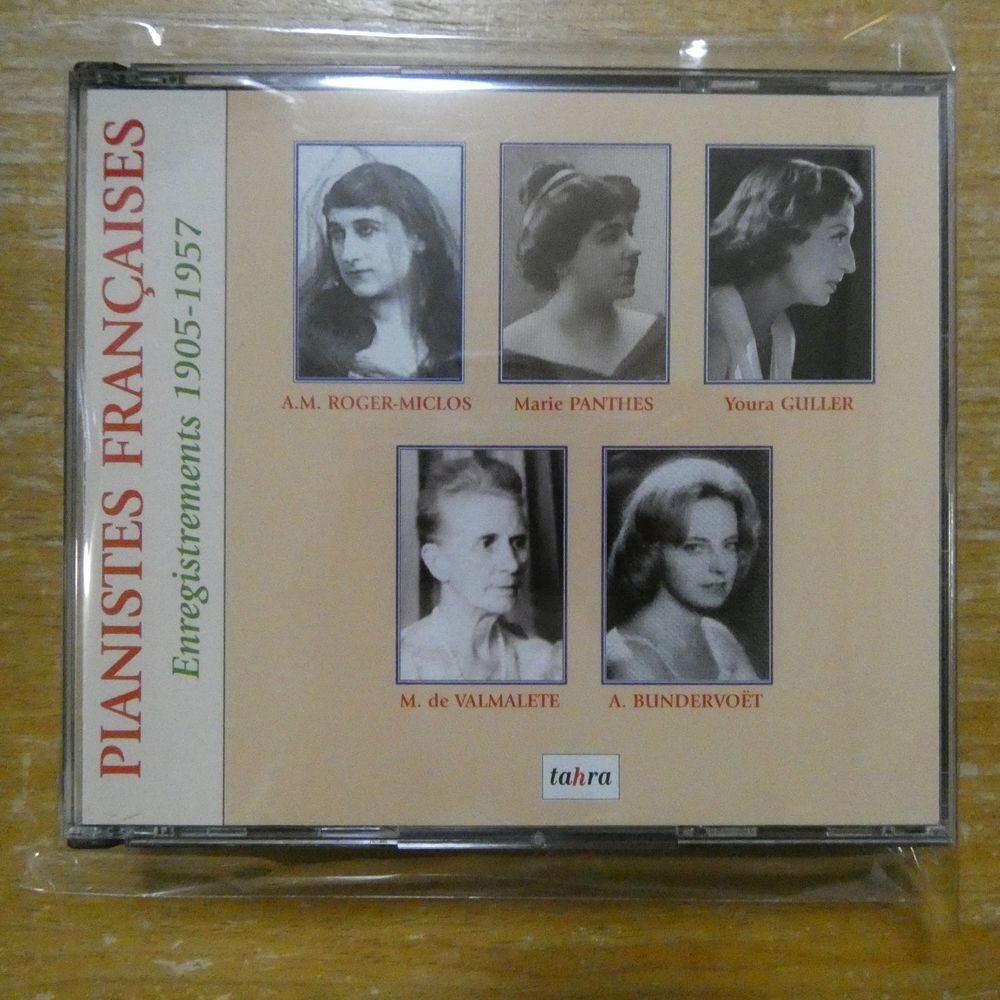 PIANISTES FRANÇAISES
Enregistrements 1905-1957
A.M. ROGER-MICLOS
Marie PANTHES
Youra GULLER
M. de VALMALETE
A. BUNDERVOËT
tahra